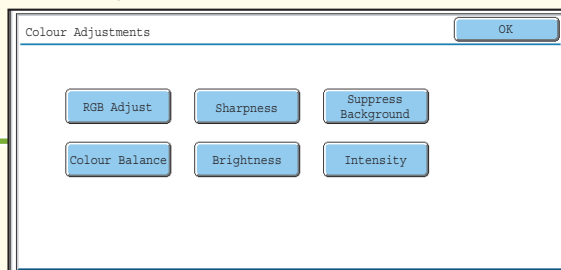 Colour Adjustments
OK
RGB Adjust
Sharpness
Suppress
Background
Colour Balance
Brightness
Intensity